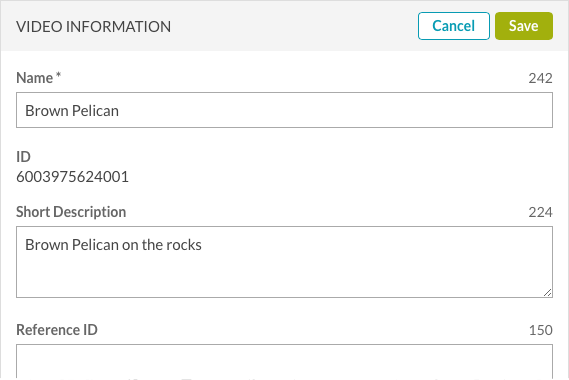 VIDEO INFORMATION Cancel Save
Name * 242
Brown Pelican
ID
6003975624001
Short Description 224
Brown Pelican on the rocks
Reference ID 150